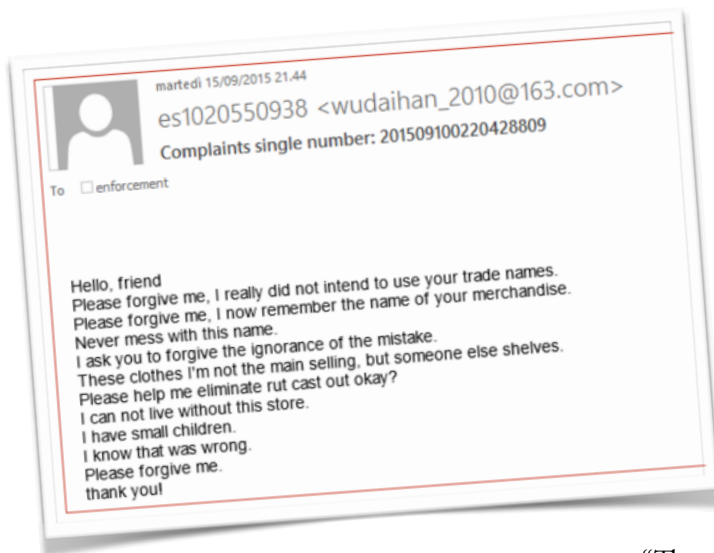 martedì 15/09/2015 21.44
es1020550938 <wudaihan_2010@163.com>
Complaints single number: 201509100220428809
To enforcement
Hello, friend
Please forgive me, I really did not intend to use your trade names.
Please forgive me, I now remember the name of your merchandise.
Never mess with this name.
I ask you to forgive the ignorance of the mistake.
These clothes I'm not the main selling, but someone else shelves.
Please help me eliminate rut cast out okay?
I can not live without this store.
I have small children.
I know that was wrong.
Please forgive me.
thank you!